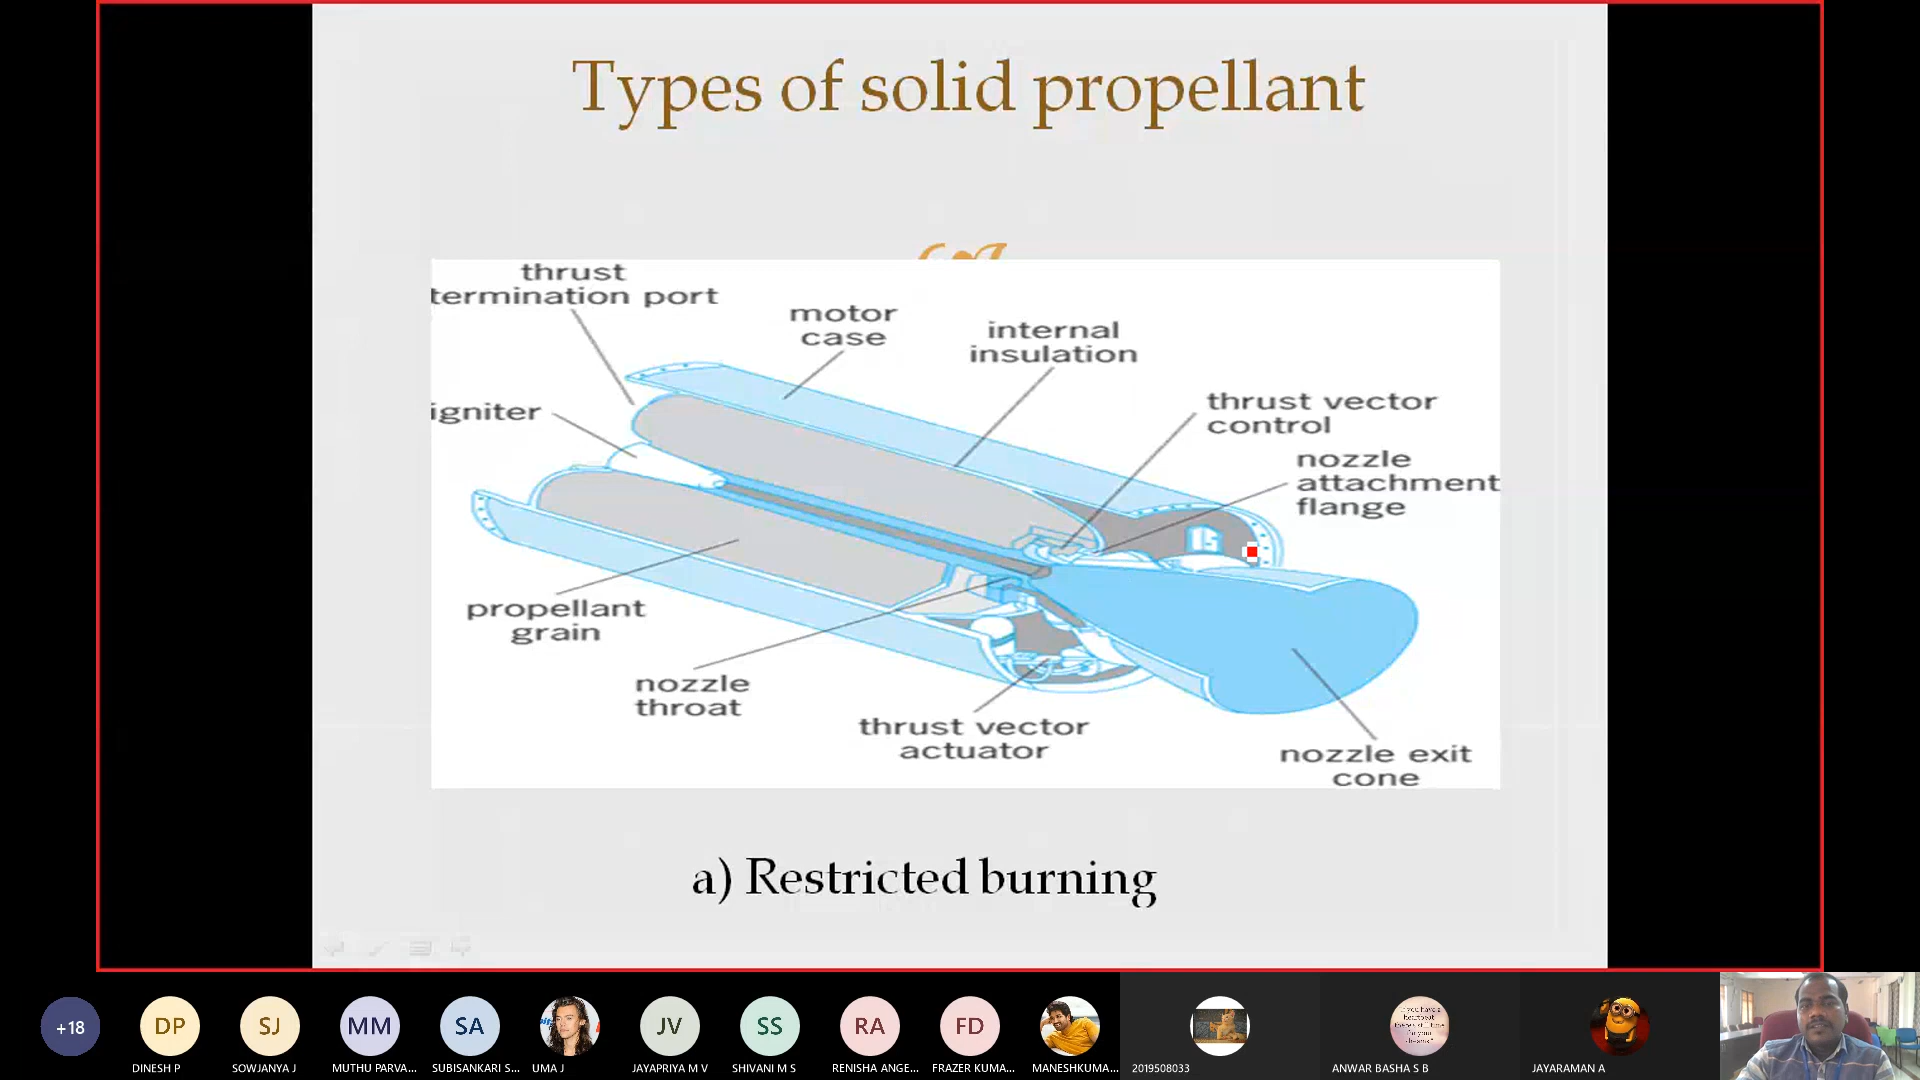 Types of solid propellant
thrust
termination port
motor
case
internal
insulation
igniter
thrust vector
control
nozzle
attachment
flange
propellant
grain
nozzle
throat
thrust vector
actuator
nozzle exit
cone
a) Restricted burning
+18
DP
SJ
MM
SA
JV
SS
RA
FD
DINESH P
SOWJANYA J
MUTHU PARVA...
SUBISANKARI S...
UMA J
JAYAPRIYA M V
SHIVANI M S
RENISHA ANGE...
FRAZER KUMA...
MANESHKUMA...
2019508033
ANWAR BASHA S B
JAYARAMAN A